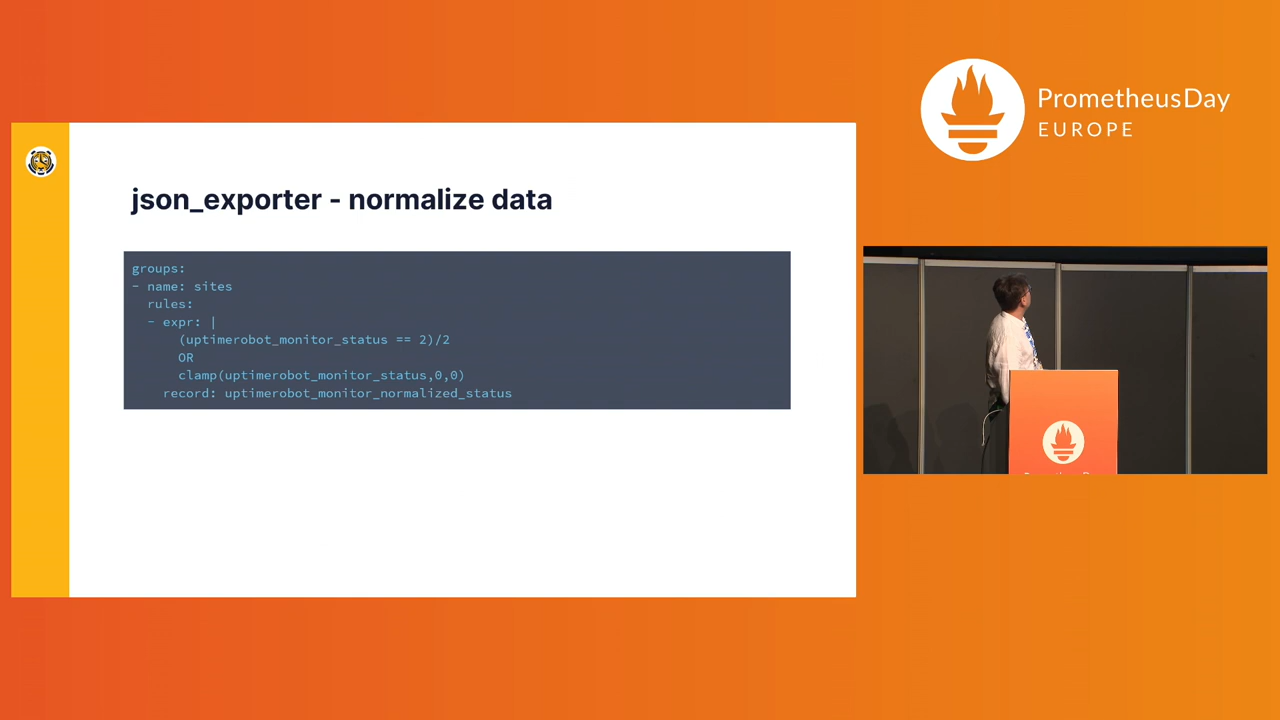 PrometheusDay
EUROPE
json_exporter - normalize data
groups:
- name: sites
  rules:
  - expr: |
      (uptimerobot_monitor_status == 2)/2
      OR
      clamp(uptimerobot_monitor_status,0,0)
    record: uptimerobot_monitor_normalized_status